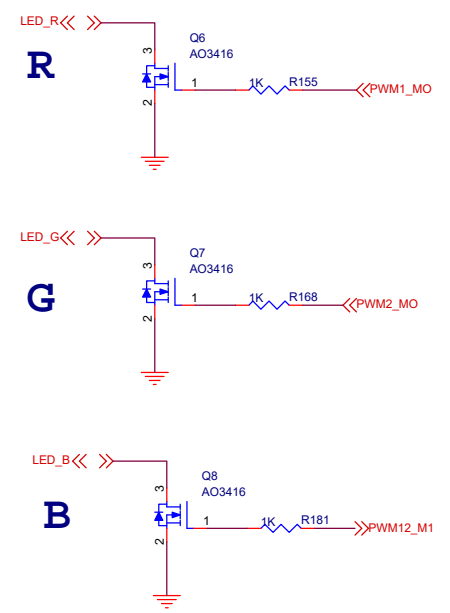 LED_R
Q6
AO3416
R
3
1
1K
R155
PWM1_MO
2
LED_G
Q7
AO3416
G
3
1
1K
R168
PWM2_MO
2
LED_B
Q8
AO3416
B
3
1
1K
R181
PWM12_M1
2